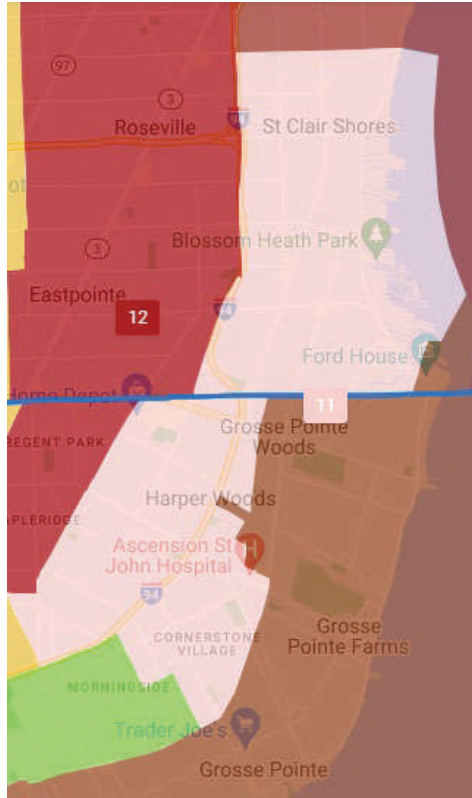 97
3
Roseville
94
St Clair Shores
ot
3
Blossom Heath Park
Eastpointe
12
94
Ford House
Home Depot
11
REGENT PARK
Grosse Pointe
Woods
Harper Woods
APLERIDGE
Ascension St
John Hospital
H
94
Grosse
Pointe Farms
CORNERSTONE
VILLAGE
MORNINGSIDE
Trader Joe's
Grosse Pointe